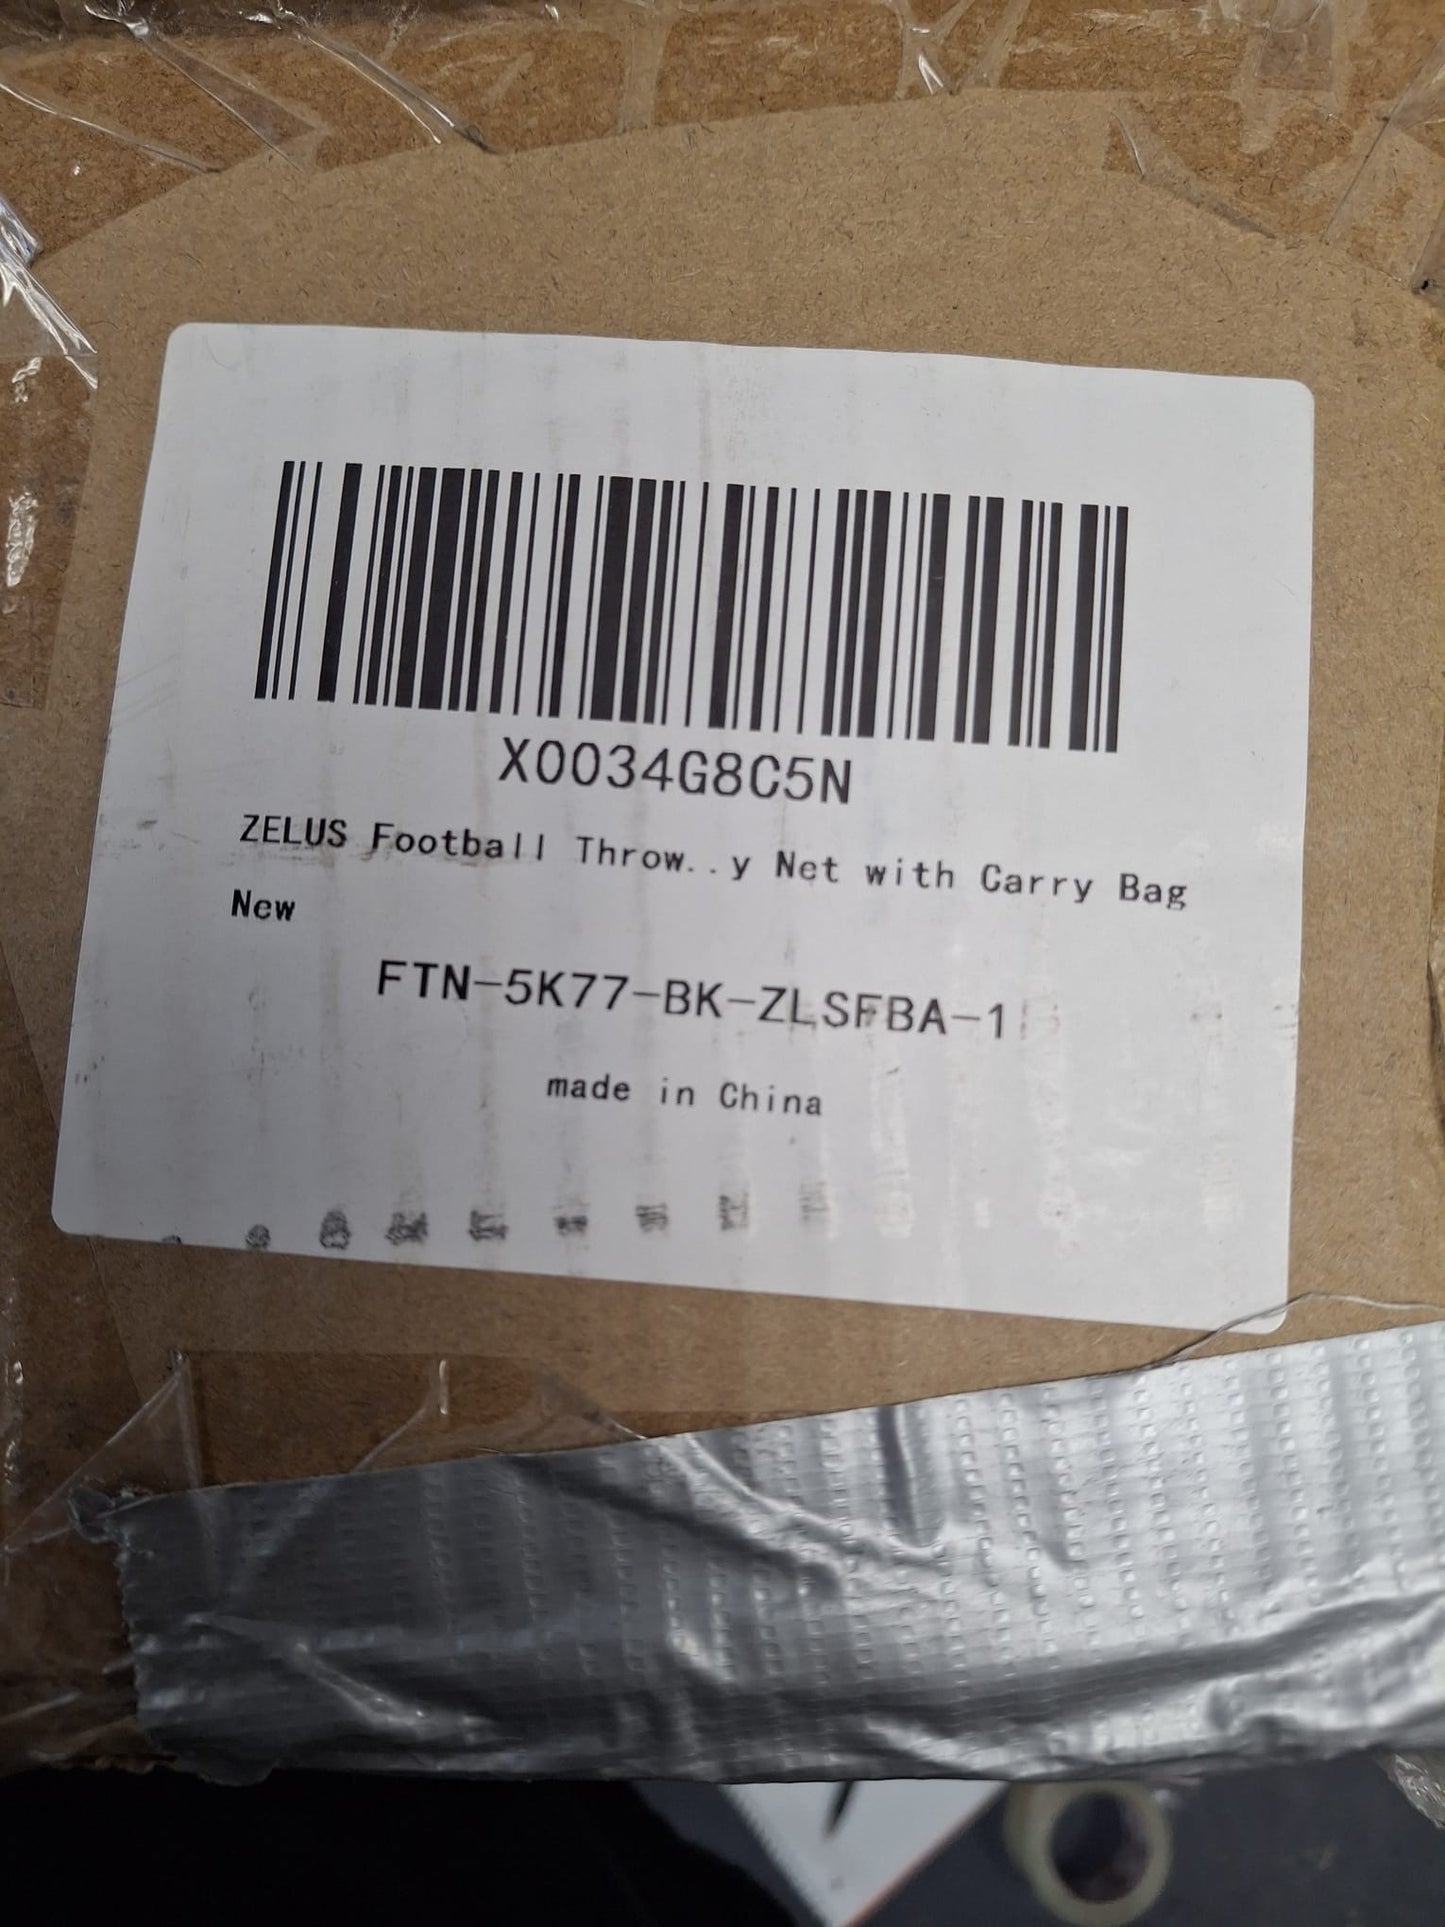 X0034G8C5N
ZELUS Football Throw..y Net with Carry Bag
New
FTN-5K77-BK-ZLSFBA-1
made in China